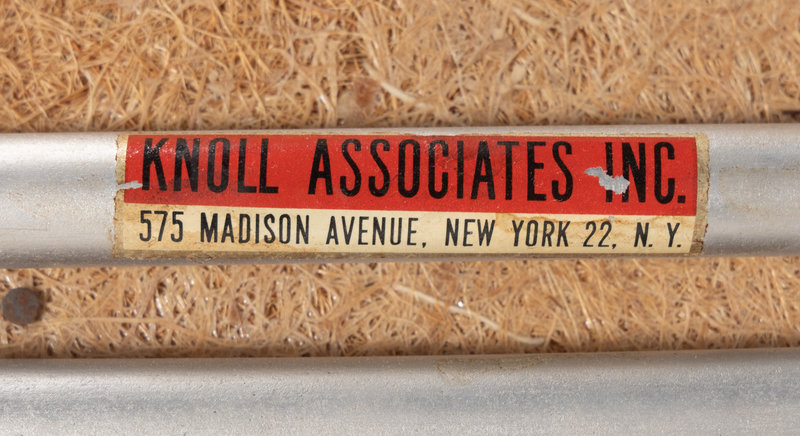 KNOLL ASSOCIATES INC.
575 MADISON AVENUE, NEW YORK 22, N. Y.